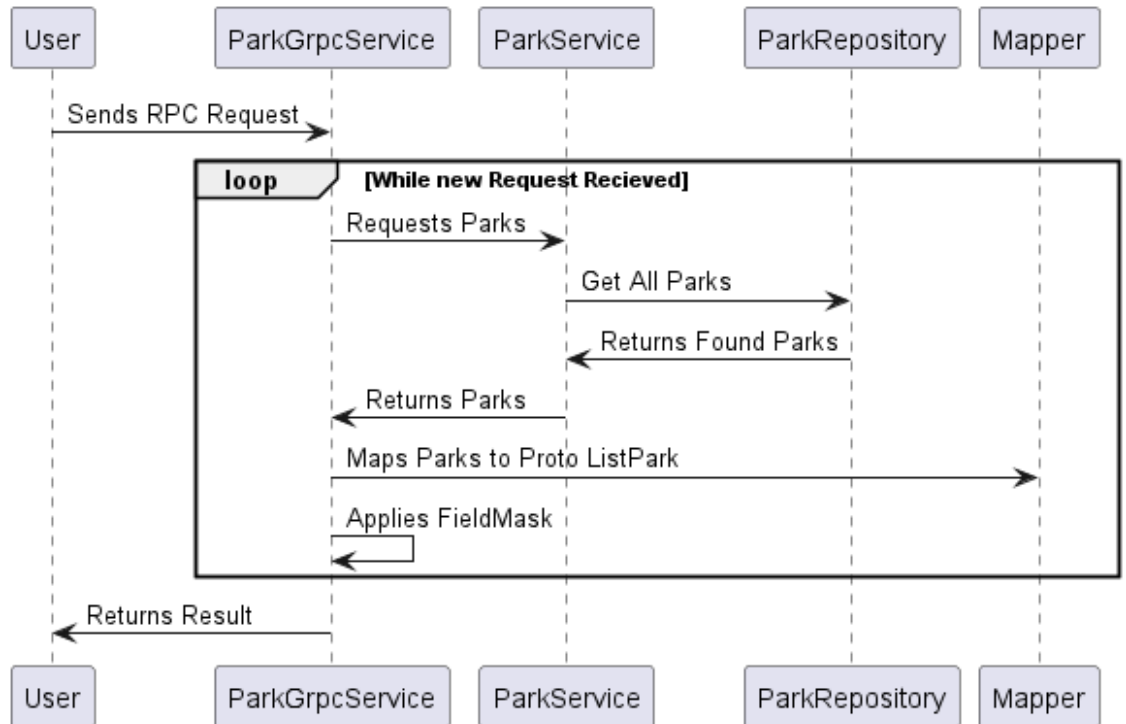 User ParkGrpcService ParkService ParkRepository Mapper
Sends RPC Request
loop [While new Request Recieved]
Requests Parks
Get All Parks
Returns Found Parks
Returns Parks
Maps Parks to Proto ListPark
Applies FieldMask
Returns Result
User ParkGrpcService ParkService ParkRepository Mapper